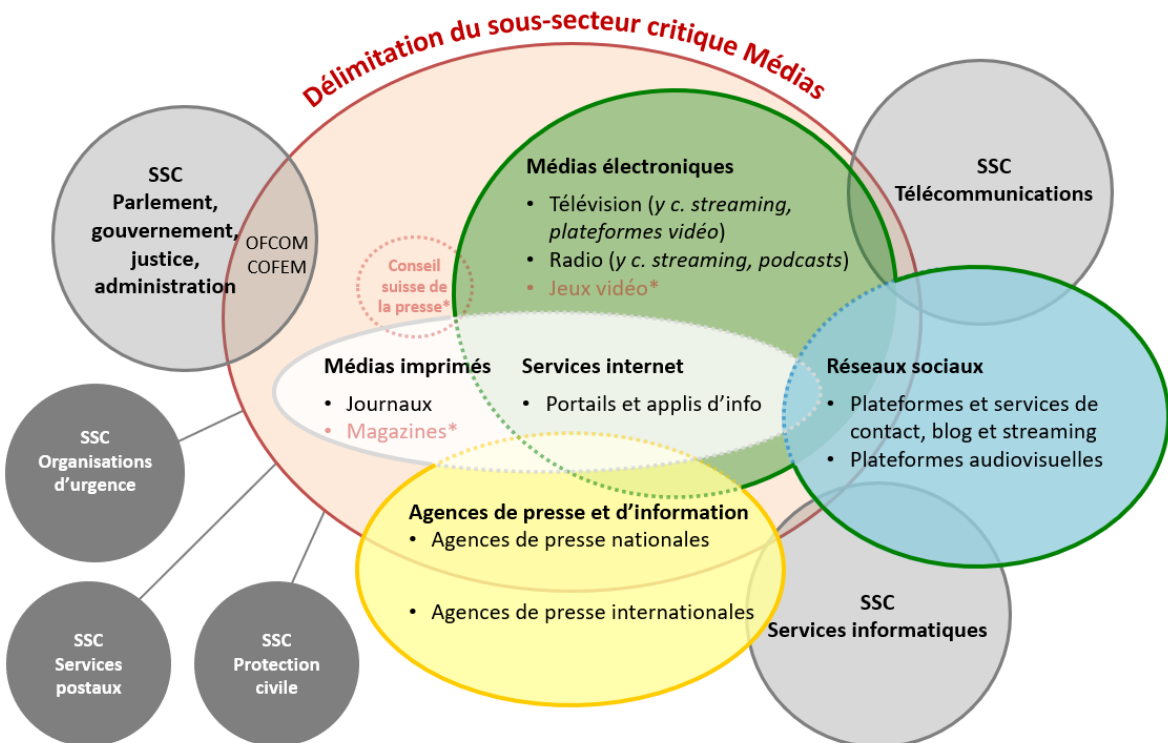 Délimitation du sous-secteur critique Médias
SSC
Parlement,
gouvernement,
justice,
administration
OFCOM
COFEM
Conseil
suisse de
la presse*
Médias électroniques
• Télévision (y c. streaming,
plateformes vidéo)
• Radio (y c. streaming, podcasts)
• Jeux vidéo*
SSC
Télécommunications
Médias imprimés
• Journaux
• Magazines*
Services internet
• Portails et applis d’info
Réseaux sociaux
• Plateformes et services de
contact, blog et streaming
• Plateformes audiovisuelles
SSC
Organisations
d’urgence
Agences de presse et d’information
• Agences de presse nationales
• Agences de presse internationales
SSC
Services informatiques
SSC
Services
postaux
SSC
Protection
civile